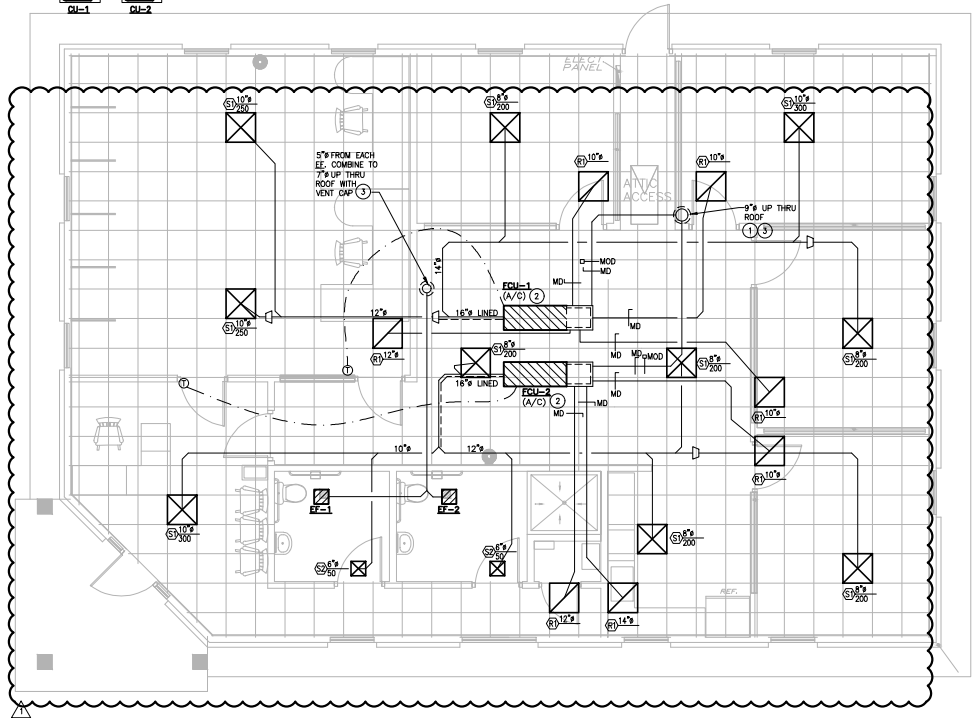 CU-1
CU-2
ELECT
PANEL
S1 10"ø
250
S1 8"ø
200
S1 10"ø
300
5"ø FROM EACH
EF. COMBINE TO
7"ø UP THRU
ROOF WITH
VENT CAP 3
R1 10"ø
R1 10"ø
ATTIC
ACCESS
9"ø UP THRU
ROOF
1 3
14"ø
MOD
MD
MD
FCU-1
(A/C) 2
S1 10"ø
250
12"ø
16"ø LINED
MD
R1 12"ø
S1 8"ø
200
MD
MD
MOD
S1 8"ø
200
S1 8"ø
200
T
T
16"ø LINED
FCU-2
(A/C) 2
MD
MD
MD
R1 10"ø
10"ø
12"ø
R1 10"ø
EF-1
EF-2
S1 10"ø
300
S1 8"ø
200
S2 6"ø
50
S2 6"ø
50
S1 8"ø
200
REF.
R1 12"ø
R1 14"ø
1